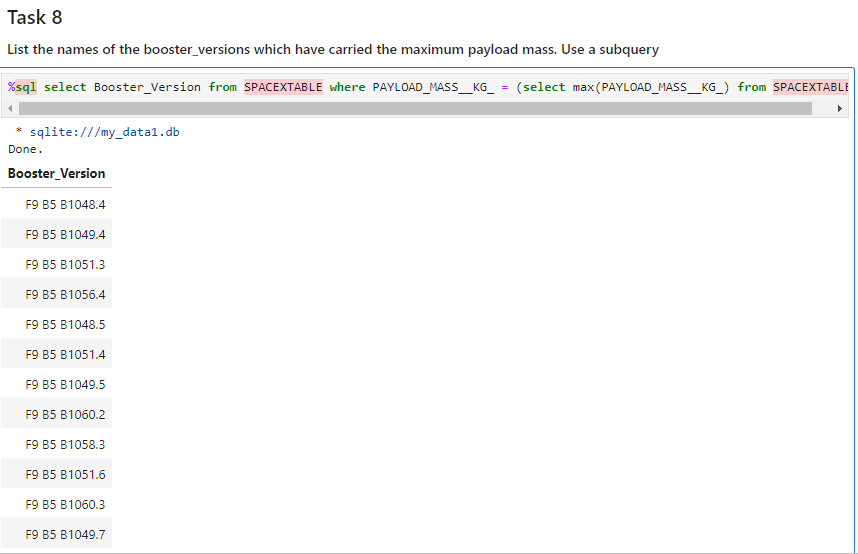 Task 8
List the names of the booster_versions which have carried the maximum payload mass. Use a subquery
%sql select Booster_Version from SPACEXTABLE where PAYLOAD_MASS__KG_ = (select max(PAYLOAD_MASS__KG_) from SPACEXTABLE
* sqlite:///my_data1.db
Done.
Booster_Version
F9 B5 B1048.4
F9 B5 B1049.4
F9 B5 B1051.3
F9 B5 B1056.4
F9 B5 B1048.5
F9 B5 B1051.4
F9 B5 B1049.5
F9 B5 B1060.2
F9 B5 B1058.3
F9 B5 B1051.6
F9 B5 B1060.3
F9 B5 B1049.7